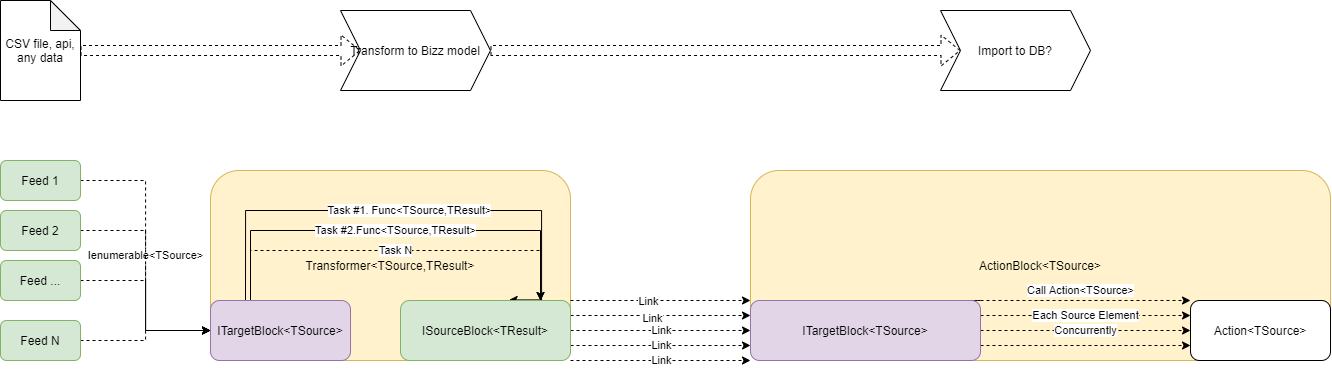 CSV file, api,
any data
Transform to Bizz model
Import to DB?
Feed 1
Feed 2
Feed ...
Feed N
Ienumerable<TSource>
Task #1. Func<TSource,TResult>
Task #2.Func<TSource,TResult>
Task N
Transformer<TSource,TResult>
ITargetBlock<TSource>
ISourceBlock<TResult>
Link
Link
Link
Link
Link
ActionBlock<TSource>
ITargetBlock<TSource>
Call Action<TSource>
Each Source Element
Concurrently
Action<TSource>